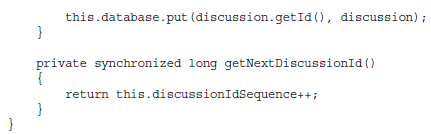 this.database.put(discussion.getId(), discussion);
    }

    private synchronized long getNextDiscussionId()
    {
        return this.discussionIdSequence++;
    }
}